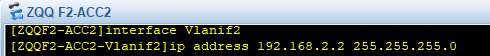 ZQQ F2-ACC2
[ZQQF2-ACC2]interface Vlanif2
[ZQQF2-ACC2-Vlanif2]ip address 192.168.2.2 255.255.255.0